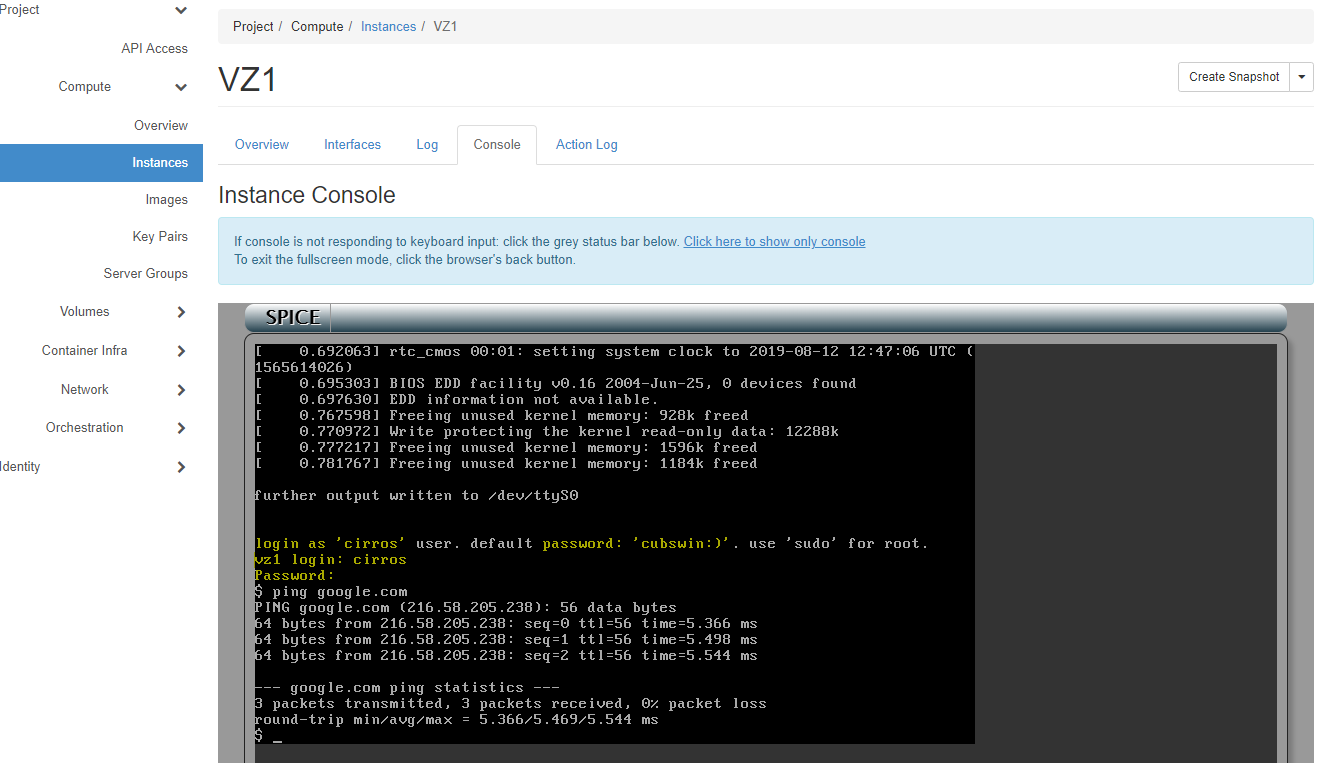 Project
API Access
Compute
Overview
Instances
Images
Key Pairs
Server Groups
Volumes
Container Infra
Network
Orchestration
Identity
Project / Compute / Instances / VZ1
VZ1
Create Snapshot
Overview Interfaces Log Console Action Log
Instance Console
If console is not responding to keyboard input: click the grey status bar below. Click here to show only console
To exit the fullscreen mode, click the browser's back button.
SPICE
[    0.692063] rtc_cmos 00:01: setting system clock to 2019-08-12 12:47:06 UTC (
1565614026)
[    0.695303] BIOS EDD facility v0.16 2004-Jun-25, 0 devices found
[    0.697630] EDD information not available.
[    0.767598] Freeing unused kernel memory: 928k freed
[    0.770972] Write protecting the kernel read-only data: 12288k
[    0.777217] Freeing unused kernel memory: 1596k freed
[    0.781767] Freeing unused kernel memory: 1184k freed
further output written to /dev/ttyS0
login as 'cirros' user. default password: 'cubswin:)'. use 'sudo' for root.
vz1 login: cirros
Password:
$ ping google.com
PING google.com (216.58.205.238): 56 data bytes
64 bytes from 216.58.205.238: seq=0 ttl=56 time=5.366 ms
64 bytes from 216.58.205.238: seq=1 ttl=56 time=5.498 ms
64 bytes from 216.58.205.238: seq=2 ttl=56 time=5.544 ms
--- google.com ping statistics ---
3 packets transmitted, 3 packets received, 0% packet loss
round-trip min/avg/max = 5.366/5.469/5.544 ms
$ _